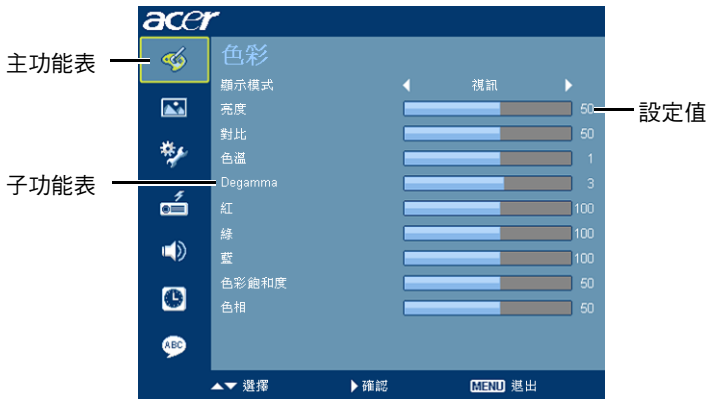 acer
主功能表
色彩
顯示模式 視訊
亮度 50
設定值
對比 50
色溫 1
子功能表
Degamma 3
紅 100
綠 100
藍 100
色彩飽和度 50
色相 50
ABC
選擇 確認 MENU 退出